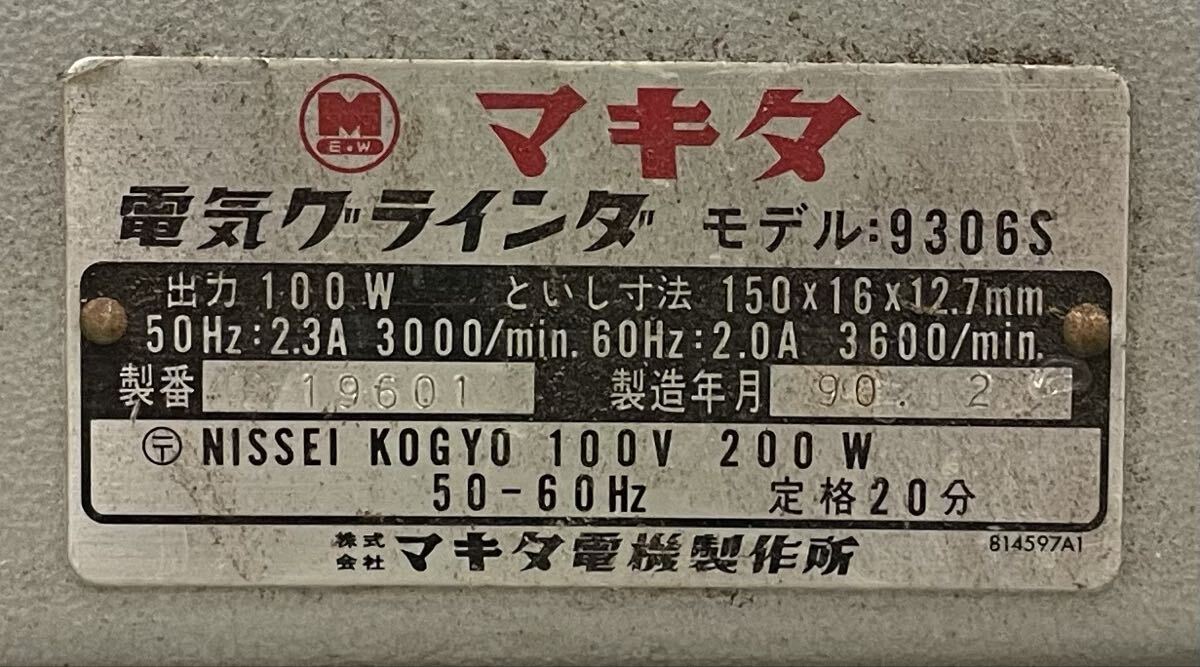 M
E.W
マキタ
電気グラインダ モデル:9306S
出力 100W といし寸法 150x16x12.7mm
50Hz:2.3A 3000/min. 60Hz:2.0A 3600/min.
製番 19601 製造年月 90.2
〶 NISSEI KOGYO 100V 200W
50-60Hz 定格20分
株式会社 マキタ電機製作所
814597A1